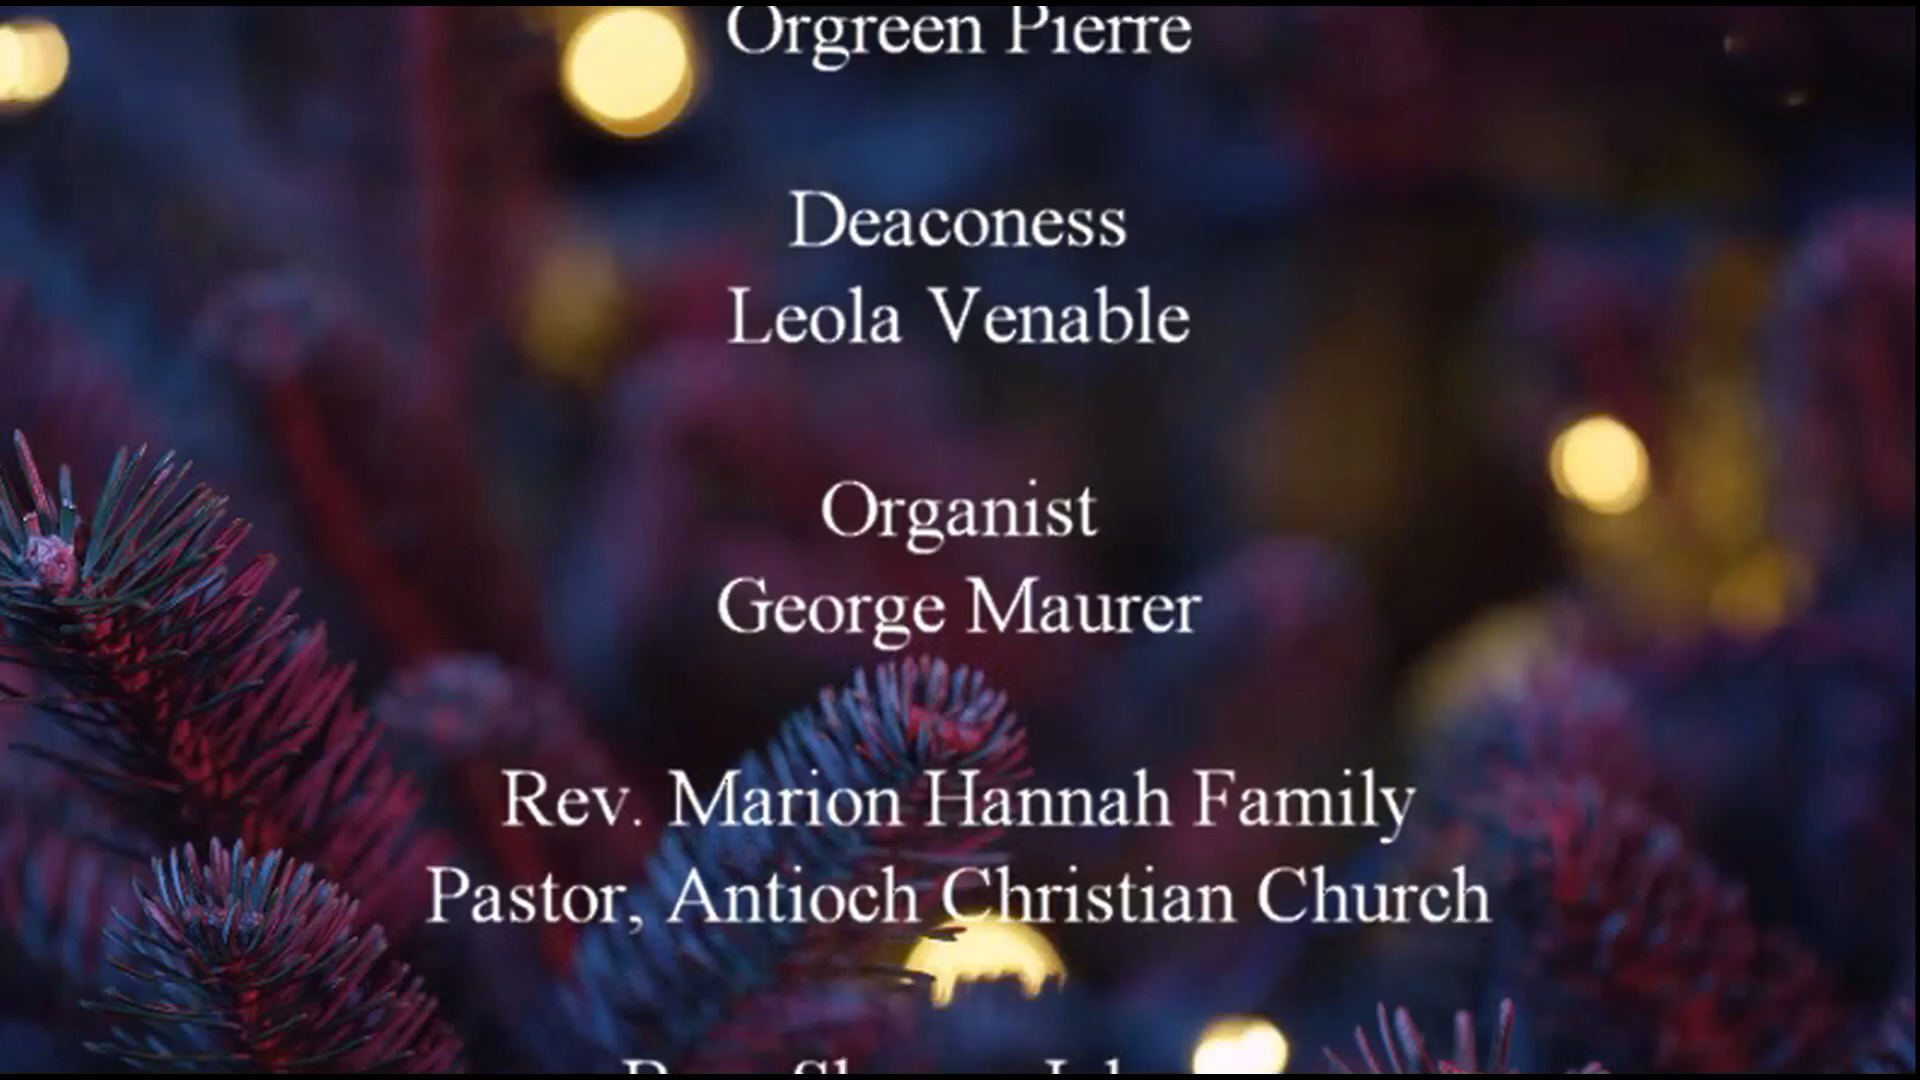 Orgreen Pierre
Deaconess
Leola Venable
Organist
George Maurer
Rev. Marion Hannah Family
Pastor, Antioch Christian Church